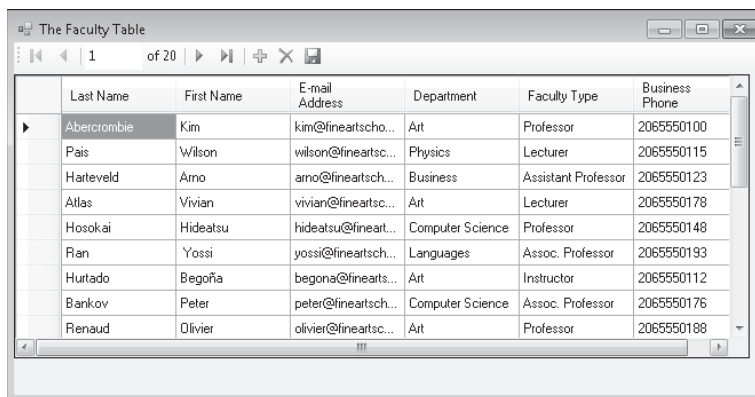 The Faculty Table
1 of 20
Last Name First Name E-mail Address Department Faculty Type Business Phone
Abercrombie Kim kim@fineartscho... Art Professor 2065550100
Pais Wilson wilson@fineartsc... Physics Lecturer 2065550115
Harteveld Arno arno@fineartsch... Business Assistant Professor 2065550123
Atlas Vivian vivian@fineartsc... Art Lecturer 2065550178
Hosokai Hideatsu hideatsu@fineart... Computer Science Professor 2065550148
Ran Yossi yossi@fineartsch... Languages Assoc. Professor 2065550193
Hurtado Begoña begona@finearts... Art Instructor 2065550112
Bankov Peter peter@fineartsch... Computer Science Assoc. Professor 2065550176
Renaud Olivier olivier@fineartsc... Art Professor 2065550188